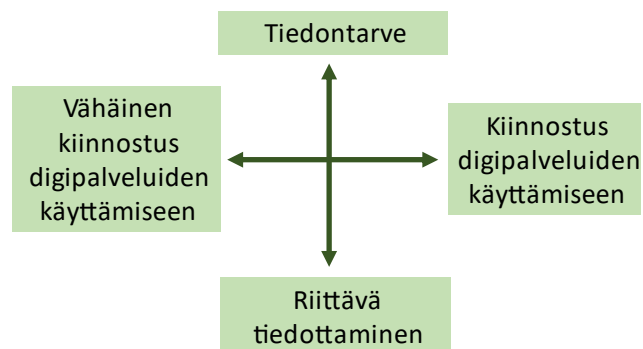 Tiedontarve
Vähäinen
kiinnostus
digipalveluiden
käyttämiseen
Kiinnostus
digipalveluiden
käyttämiseen
Riittävä
tiedottaminen